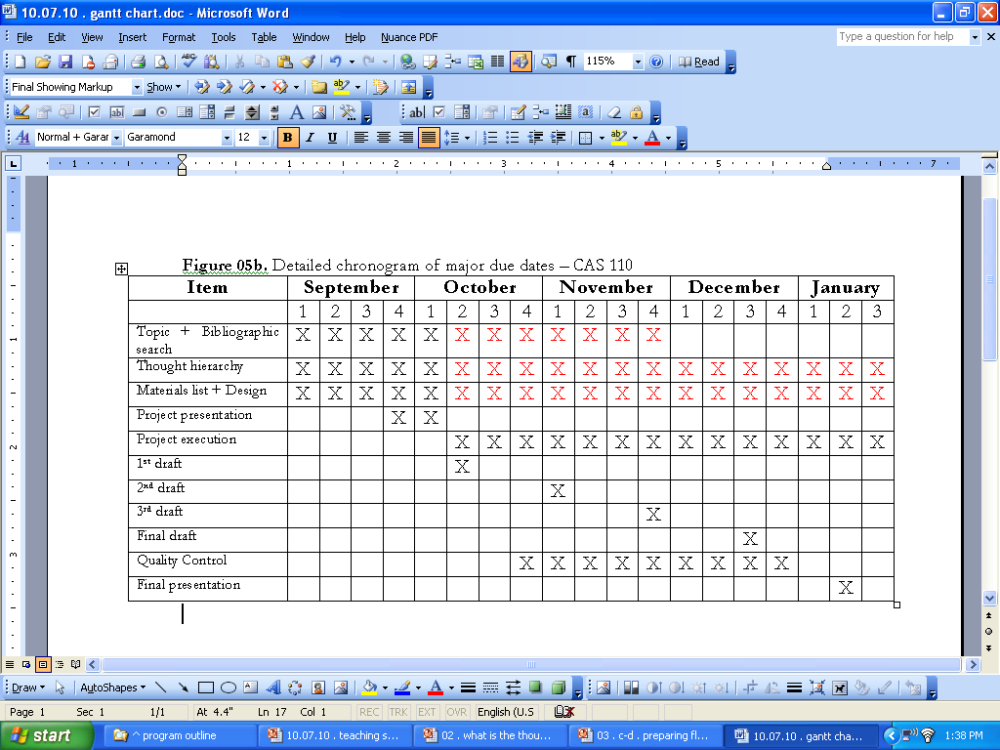 10.07.10 . gantt chart.doc - Microsoft Word
File Edit View Insert Format Tools Table Window Help Nuance PDF Type a question for help
115% Read
Final Showing Markup Show
Normal + Garar Garamond 12 B I U
1 1 2 3 4 5 7
Figure 05b. Detailed chronogram of major due dates – CAS 110
Item September October November December January
1 2 3 4 1 2 3 4 1 2 3 4 1 2 3 4 1 2 3
Topic + Bibliographic X X X X X X X X X X X X
search
Thought hierarchy X X X X X X X X X X X X X X X X X X X
Materials list + Design X X X X X X X X X X X X X X X X X X X
Project presentation X X
Project execution X X X X X X X X X X X X X X
1st draft X
2nd draft X
3rd draft X
Final draft X
Quality Control X X X X X X X X X
Final presentation X
Draw AutoShapes
Page 1 Sec 1 1/1 At 4.4" Ln 17 Col 1 REC TRK EXT OVR English (U.S
start ^ program outline 10.07.10 . teaching s... 02 . what is the thou... 03 . c-d . preparing fl... 10.07.10 . gantt cha... 1:38 PM